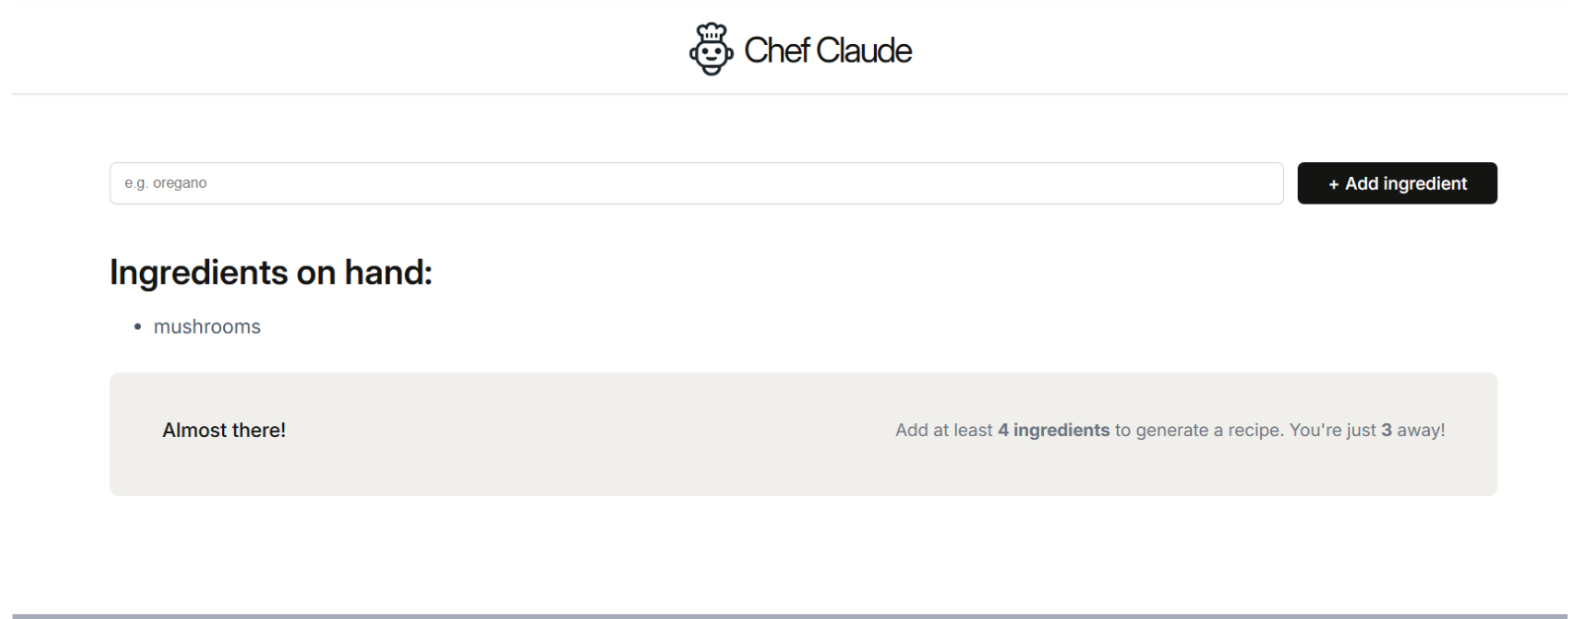 Chef Claude
e.g. oregano
+ Add ingredient
Ingredients on hand:
• mushrooms
Almost there!
Add at least 4 ingredients to generate a recipe. You're just 3 away!